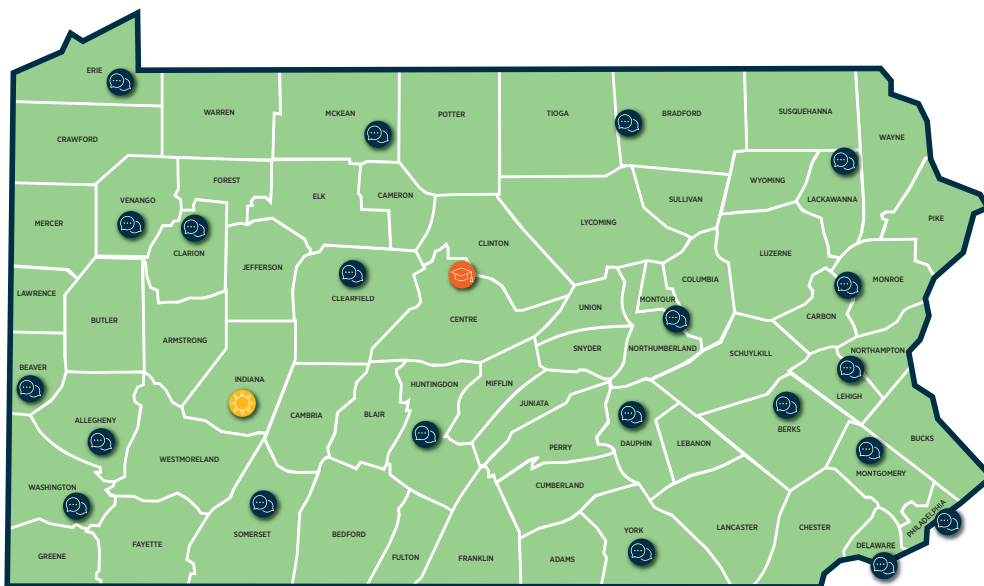 ERIE
WARREN
MCKEAN
POTTER
TIOGA
BRADFORD
SUSQUEHANNA
WAYNE
CRAWFORD
FOREST
ELK
CAMERON
SULLIVAN
WYOMING
LACKAWANNA
PIKE
MERCER
VENANGO
CLARION
JEFFERSON
CLEARFIELD
CLINTON
LYCOMING
COLUMBIA
LUZERNE
MONROE
LAWRENCE
BUTLER
ARMSTRONG
CENTRE
UNION
MONTOUR
CARBON
SNYDER
NORTHUMBERLAND
SCHUYLKILL
NORTHAMPTON
BEAVER
INDIANA
HUNTINGDON
MIFFLIN
LEHIGH
ALLEGHENY
CAMBRIA
BLAIR
JUNIATA
DAUPHIN
LEBANON
BERKS
BUCKS
WESTMORELAND
PERRY
MONTGOMERY
WASHINGTON
CUMBERLAND
PHILADELPHIA
SOMERSET
BEDFORD
YORK
LANCASTER
CHESTER
DELAWARE
GREENE
FAYETTE
FULTON
FRANKLIN
ADAMS